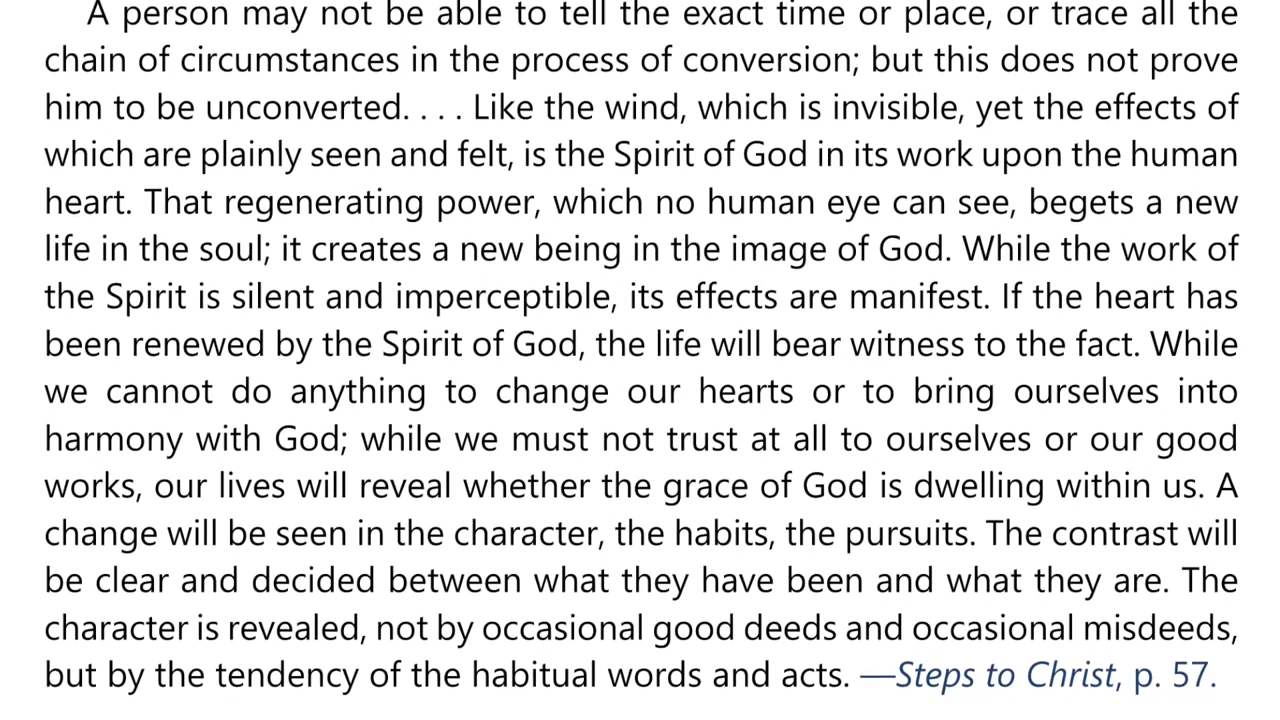 A person may not be able to tell the exact time or place, or trace all the
chain of circumstances in the process of conversion; but this does not prove
him to be unconverted. . . . Like the wind, which is invisible, yet the effects of
which are plainly seen and felt, is the Spirit of God in its work upon the human
heart. That regenerating power, which no human eye can see, begets a new
life in the soul; it creates a new being in the image of God. While the work of
the Spirit is silent and imperceptible, its effects are manifest. If the heart has
been renewed by the Spirit of God, the life will bear witness to the fact. While
we cannot do anything to change our hearts or to bring ourselves into
harmony with God; while we must not trust at all to ourselves or our good
works, our lives will reveal whether the grace of God is dwelling within us. A
change will be seen in the character, the habits, the pursuits. The contrast will
be clear and decided between what they have been and what they are. The
character is revealed, not by occasional good deeds and occasional misdeeds,
but by the tendency of the habitual words and acts. —Steps to Christ, p. 57.